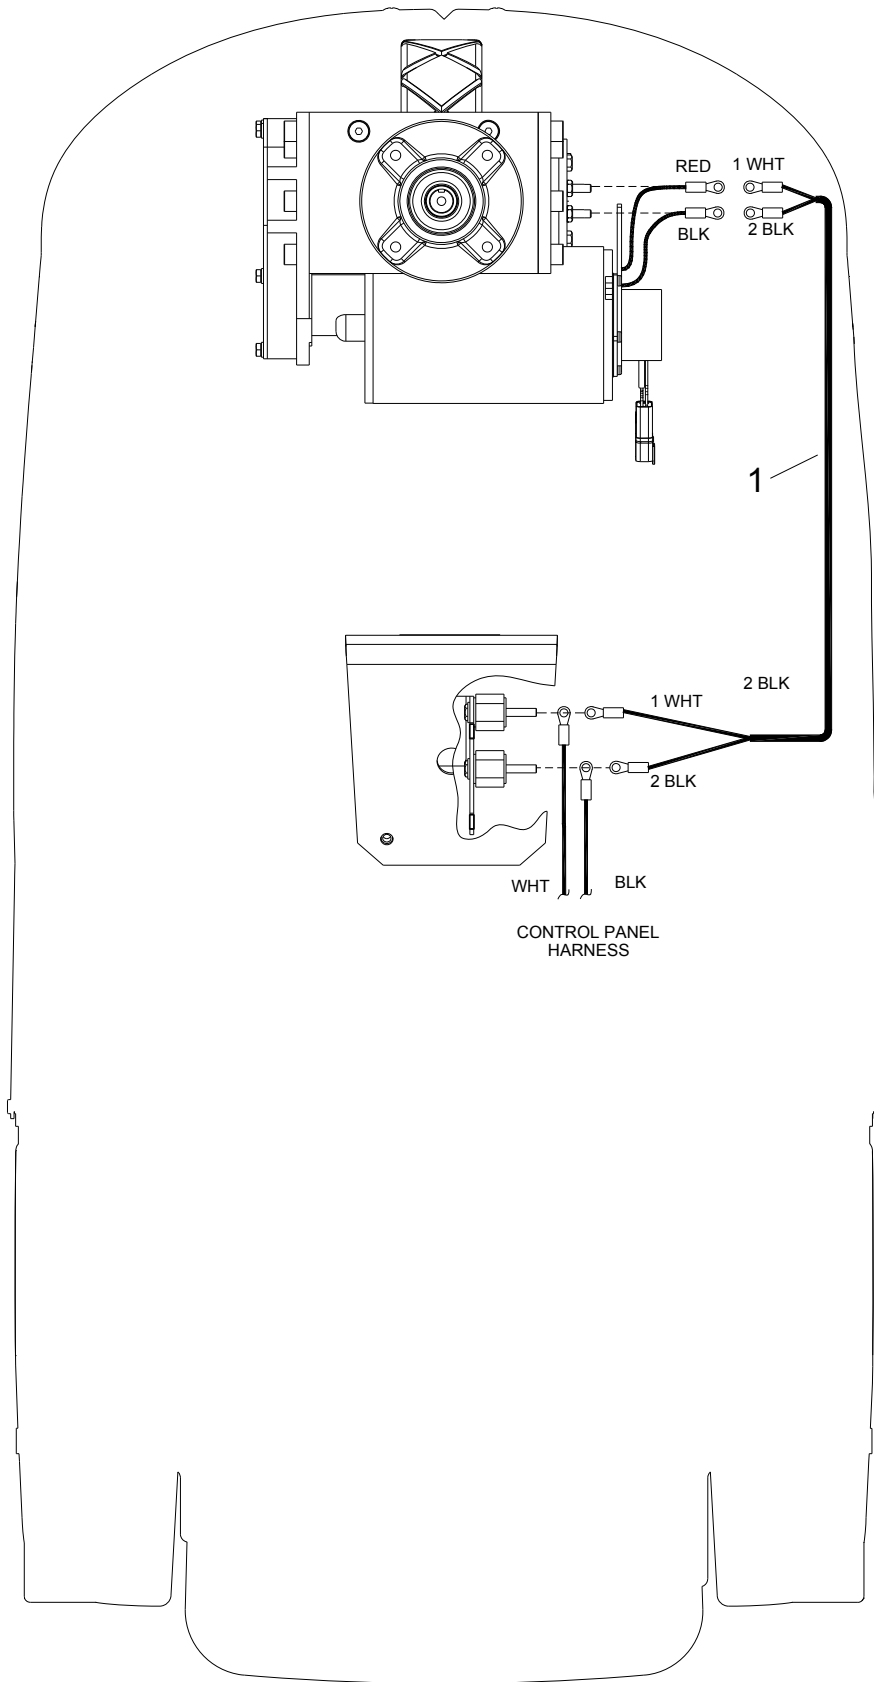 RED
1 WHT
BLK
2 BLK
1
2 BLK
1 WHT
2 BLK
WHT
BLK
CONTROL PANEL
HARNESS